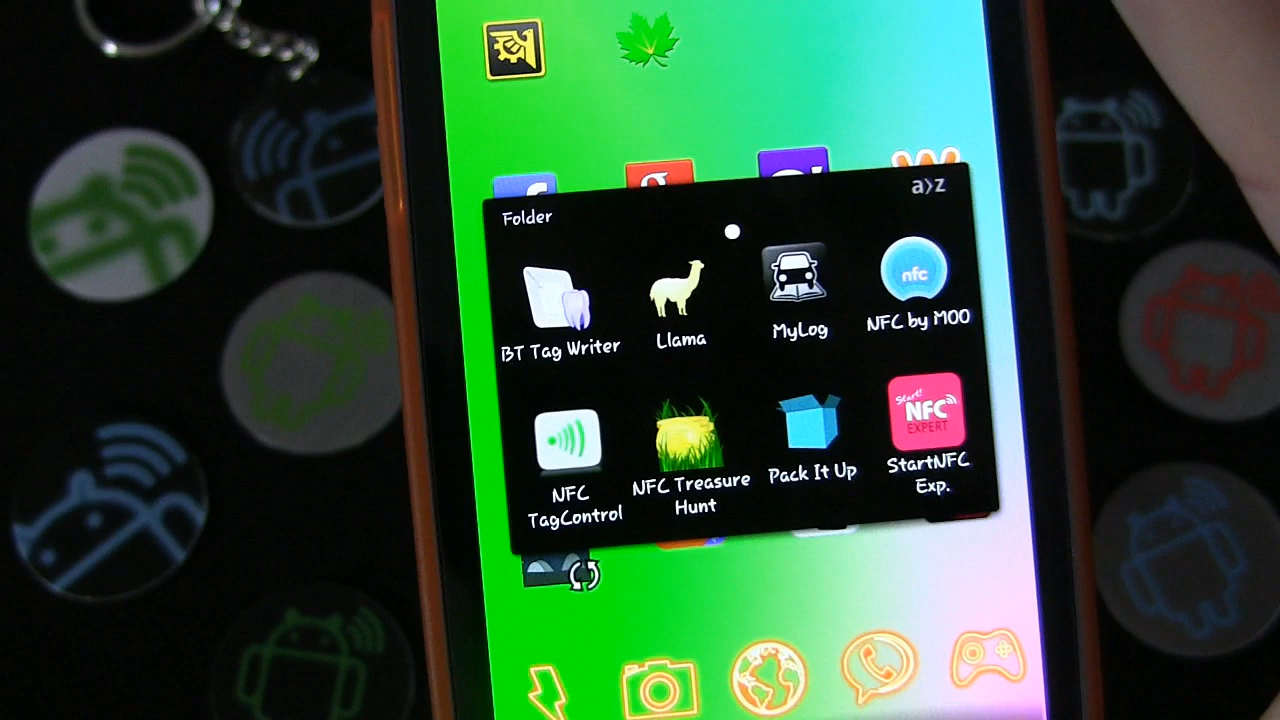 Folder
a>z
nfc
BT Tag Writer
Llama
MyLog
NFC by MOO
Start!
NFC
EXPERT
NFC
TagControl
NFC Treasure
Hunt
Pack It Up
StartNFC
Exp.